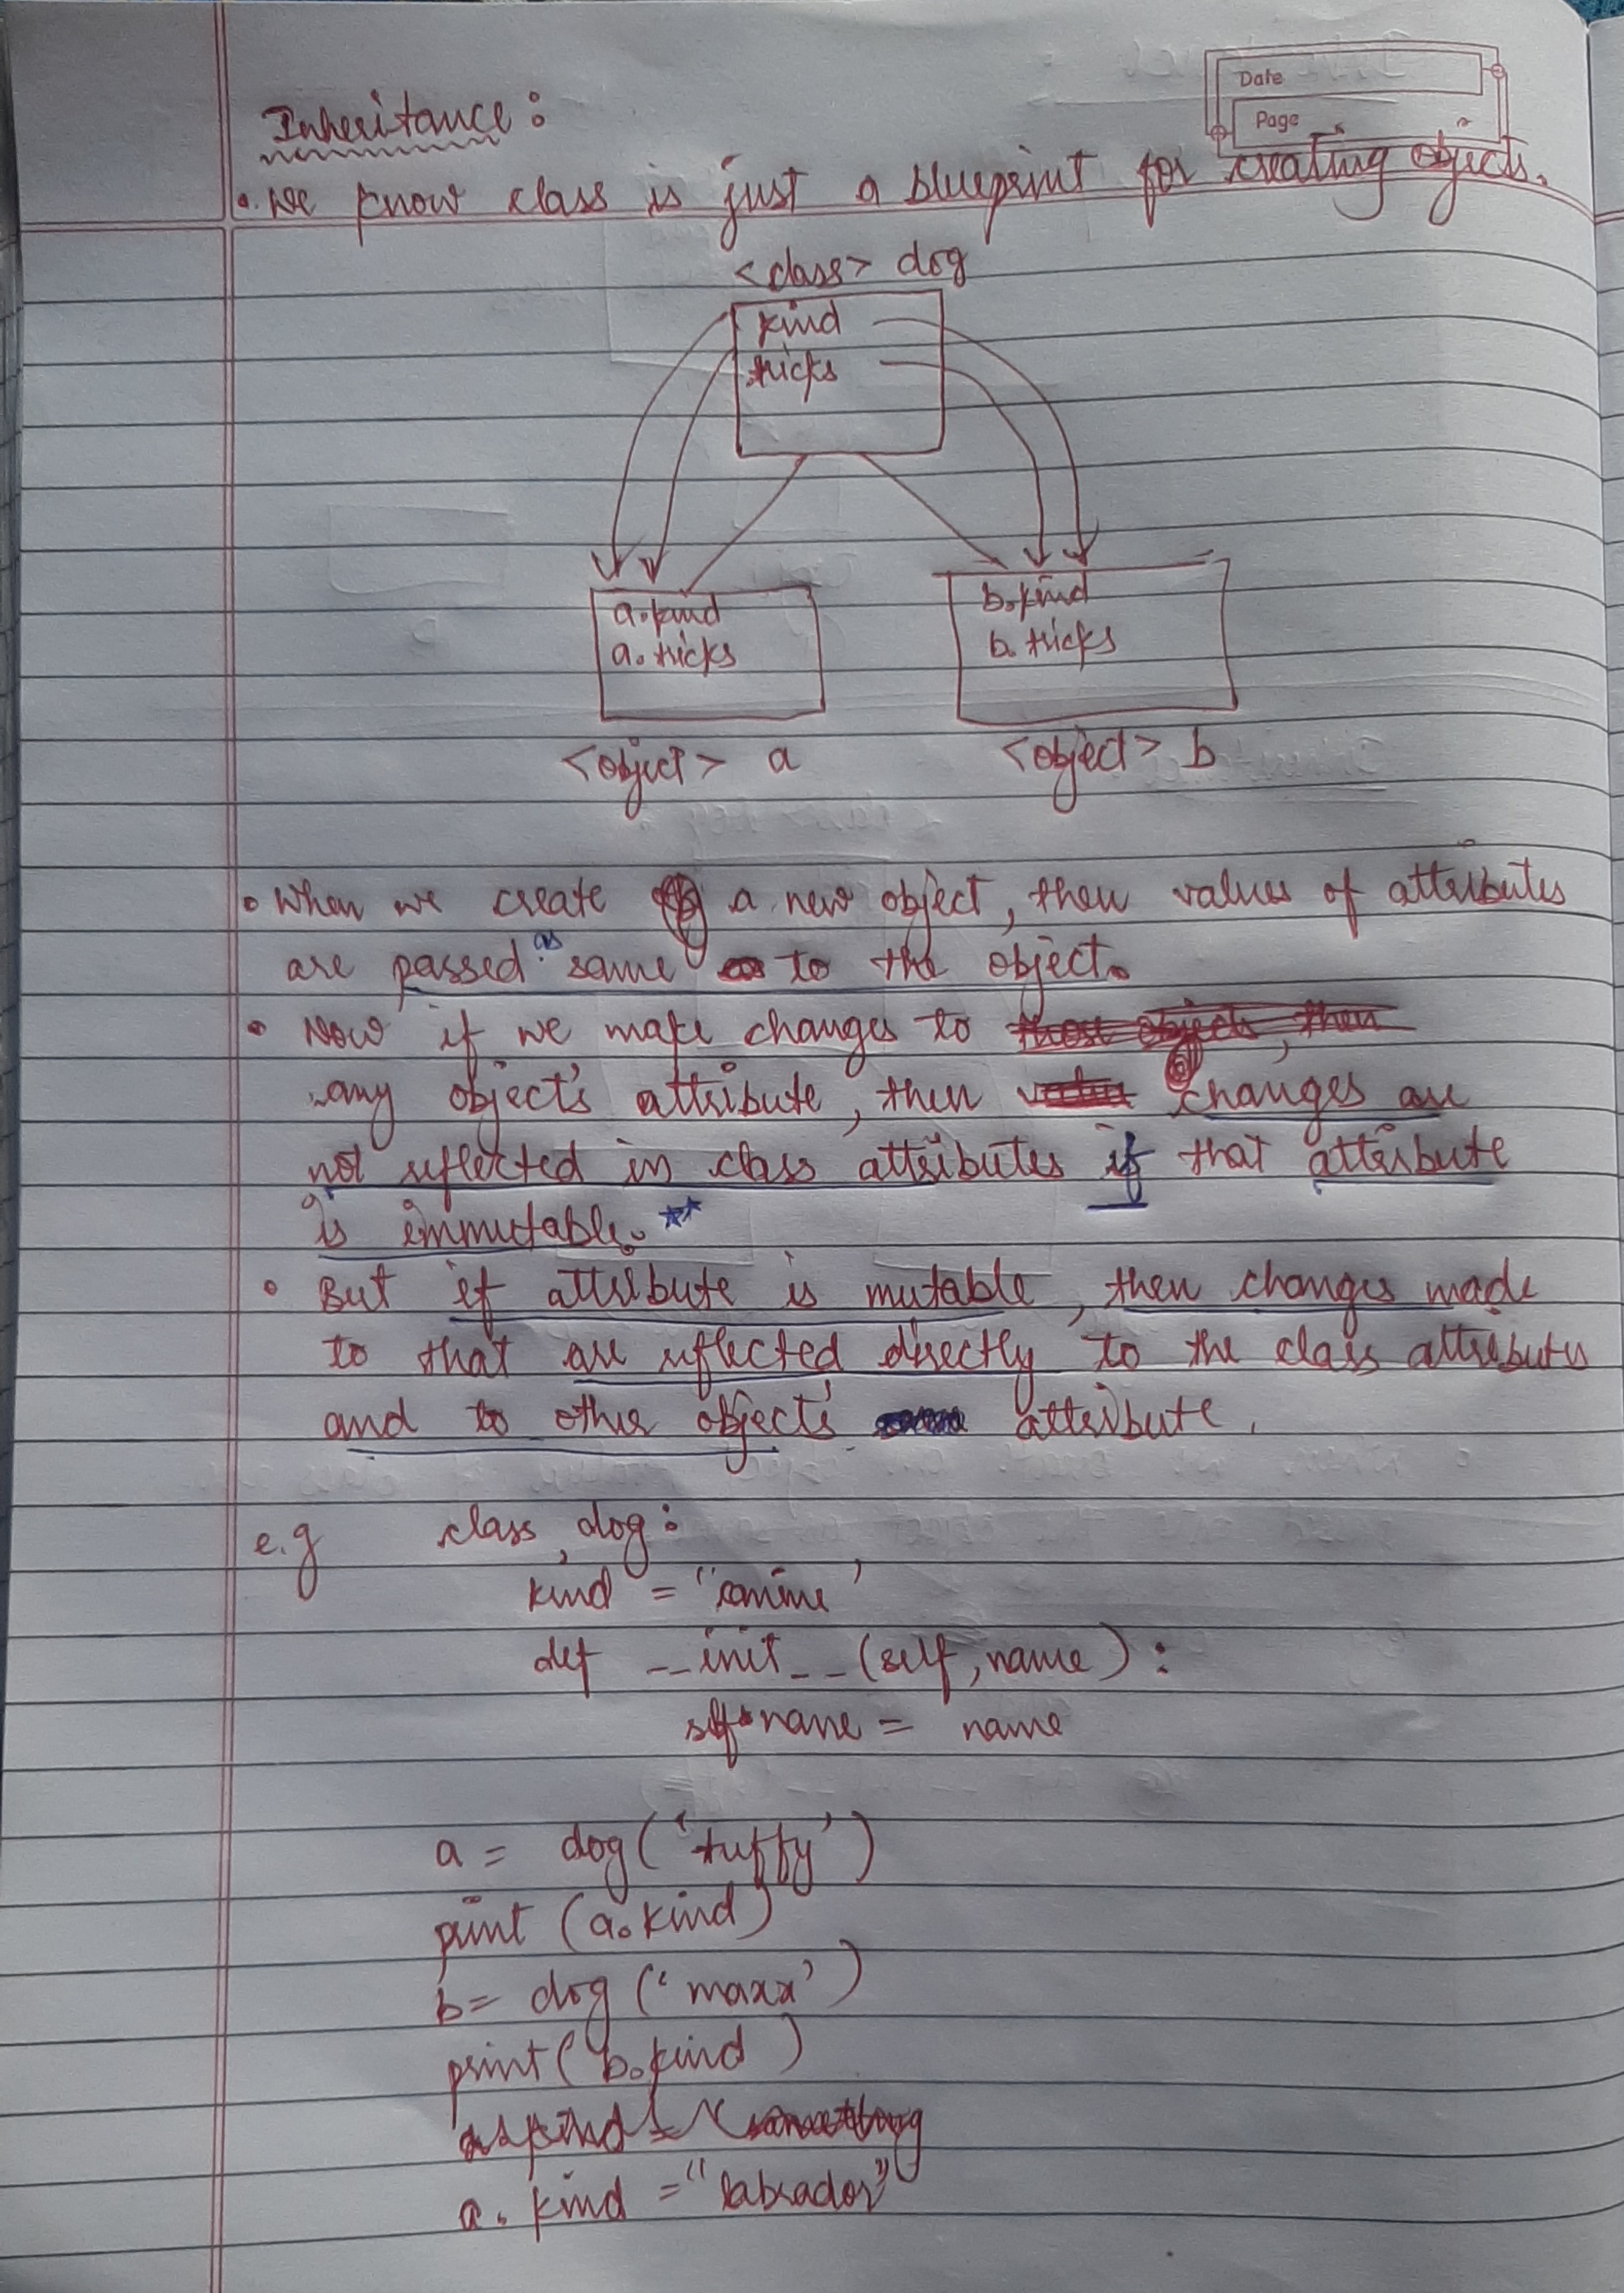 Date
Page
Inheritance :
• We know class is just a blueprint for creating objects.
<class> dog
kind
tricks
a.kind
a.tricks
b.kind
b.tricks
<object> a
<object> b
• When we create a new object, then values of attributes
are passed as same to the object.
• Now if we make changes to
any object's attribute, then changes are
not reflected in class attributes if that attribute
is immutable. **
• But if attribute is mutable, then changes made
to that are reflected directly to the class attributes
and to other object's attribute.
e.g class dog:
kind = "canine'
def __init__(self, name):
self.name = name
a = dog('tuffy')
print (a.kind)
b = dog ('maxx')
print( b.kind )
a. kind = "labrador"